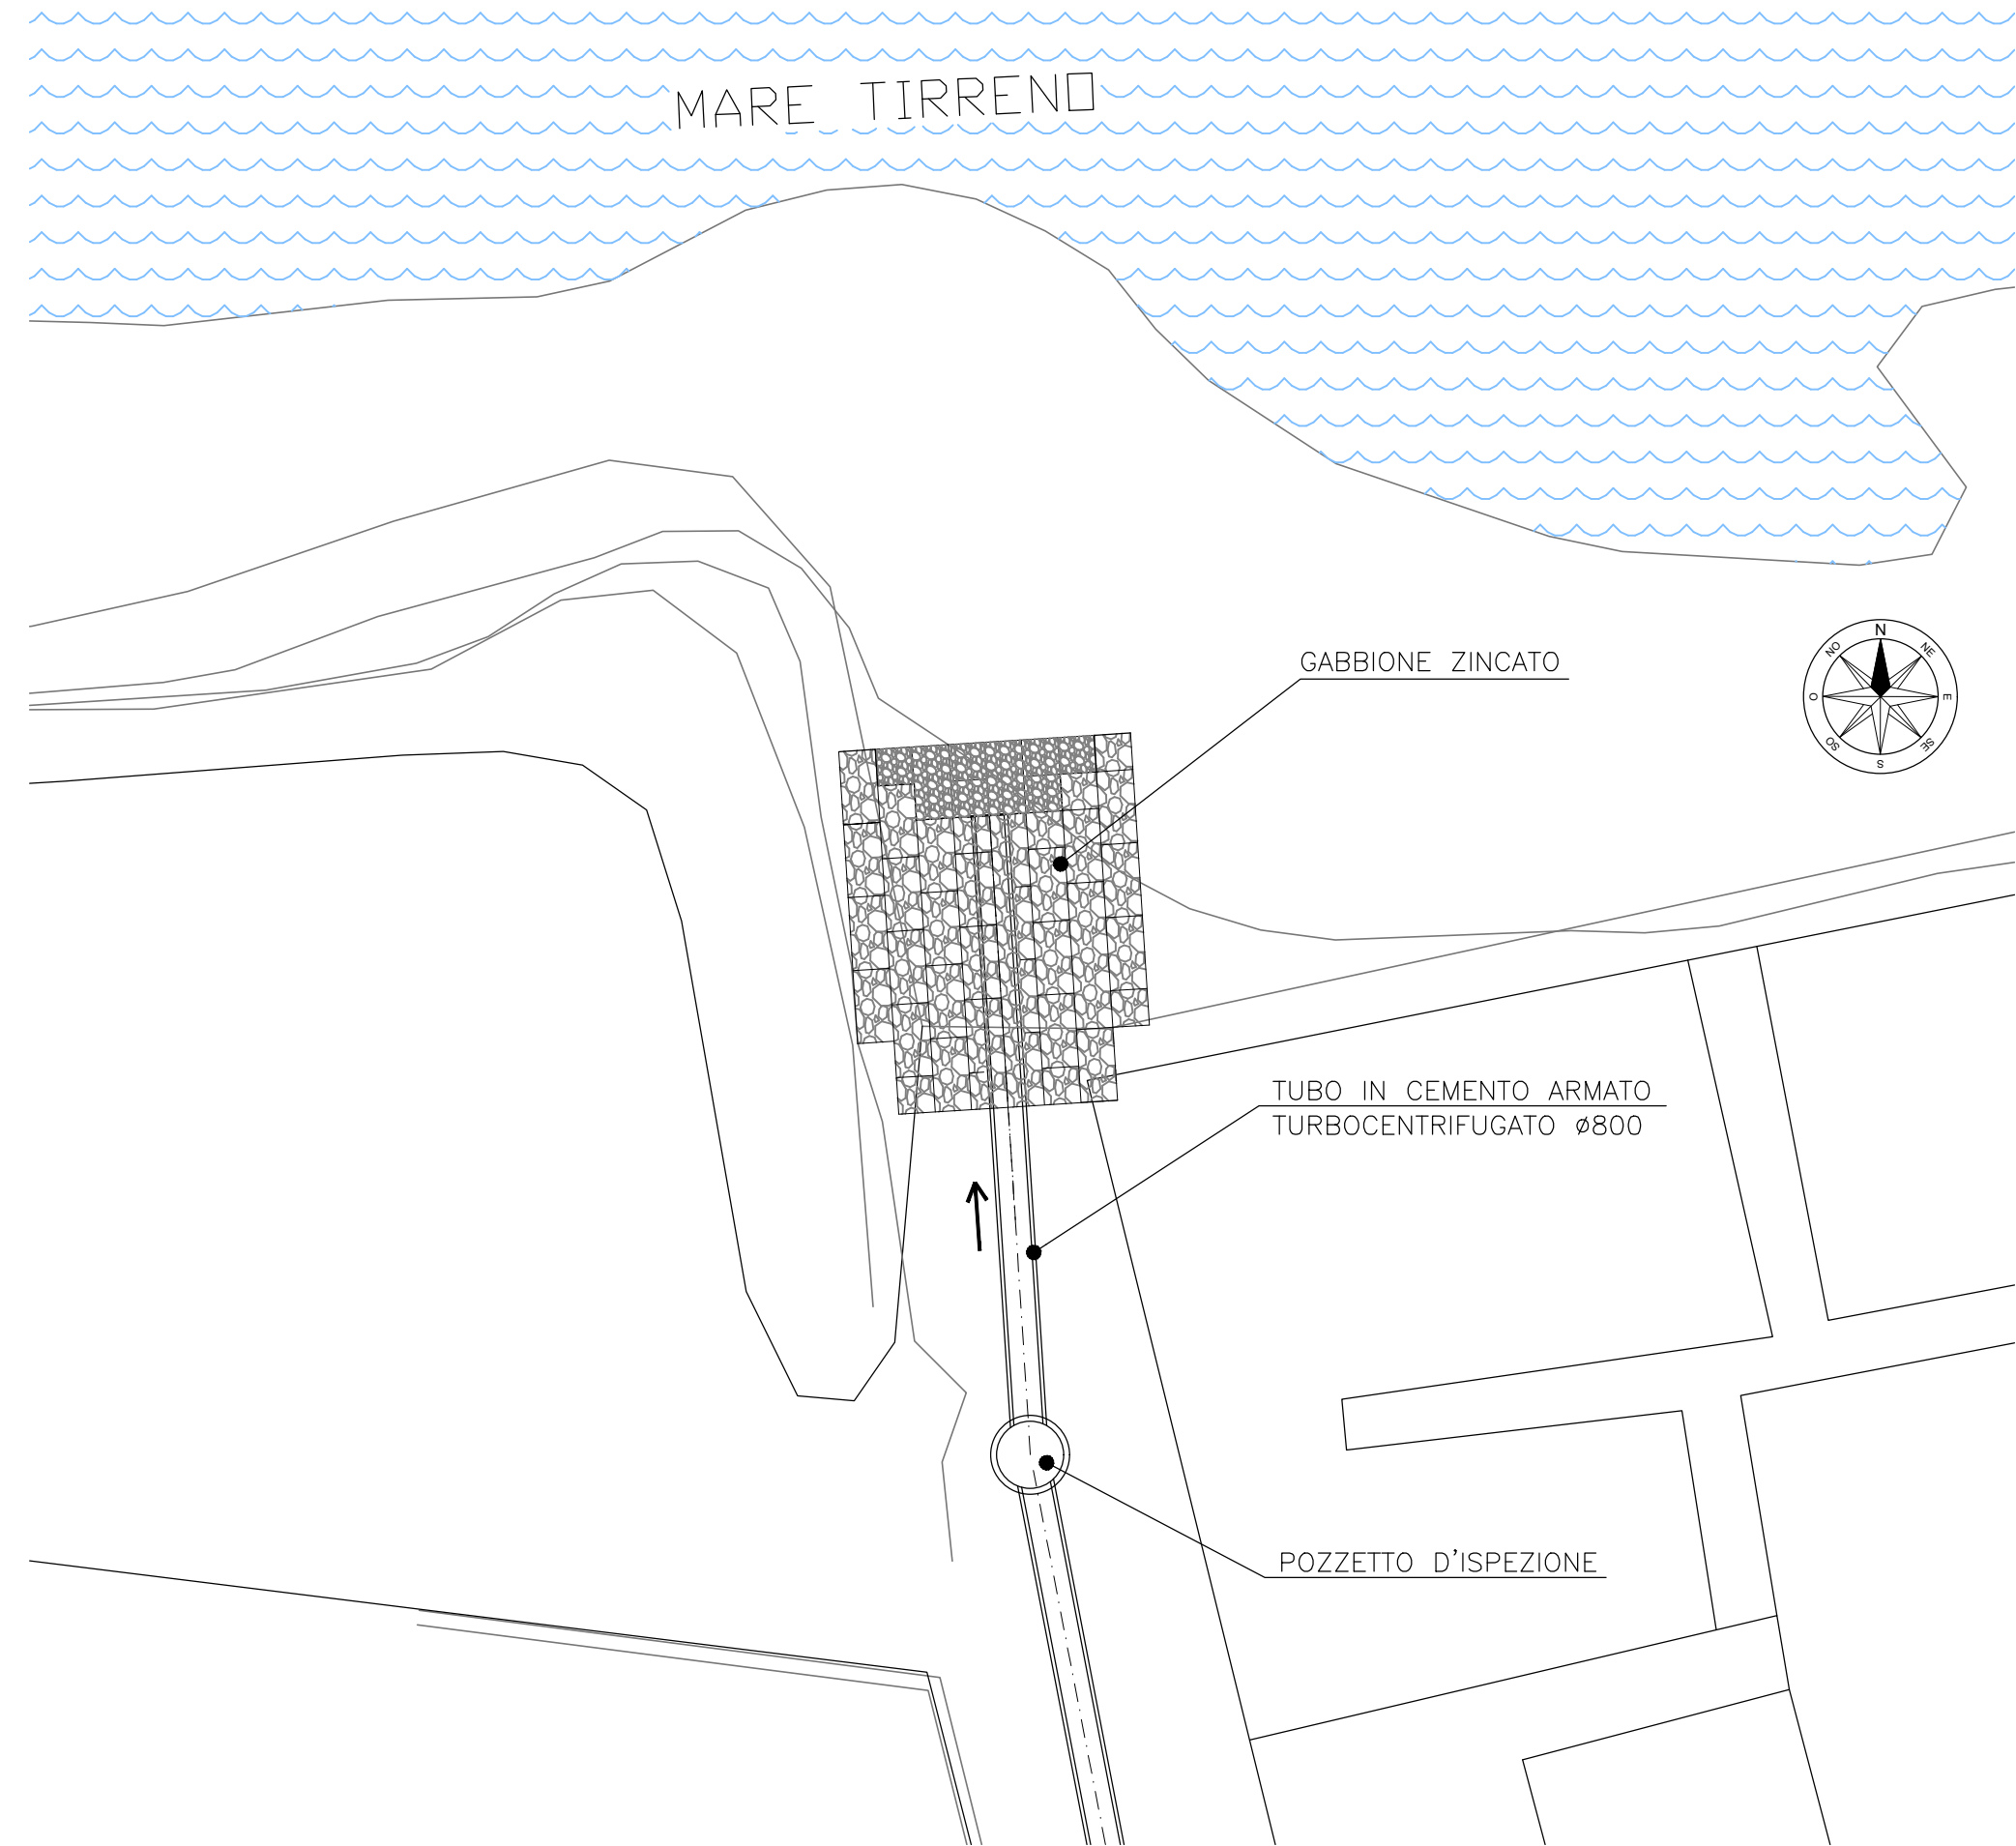 MARE TIRRENO
GABBIONE ZINCATO
N
NO
NE
O
E
SO
SE
S
TUBO IN CEMENTO ARMATO
TURBOCENTRIFUGATO ø800
POZZETTO D'ISPEZIONE